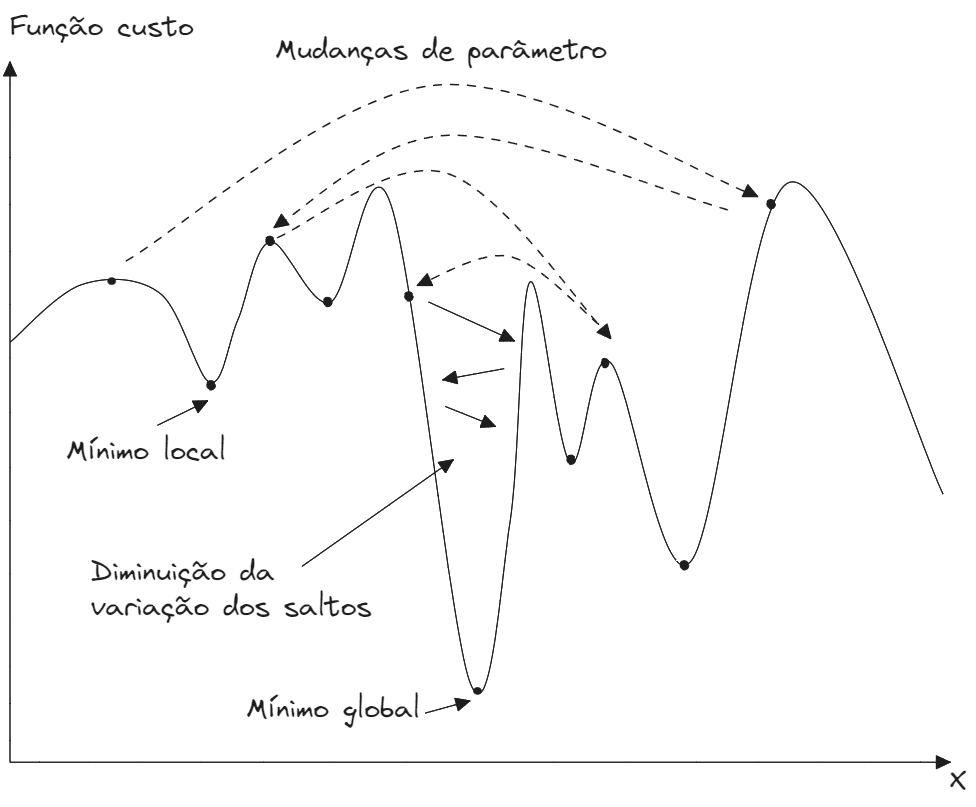 Função custo
Mudanças de parâmetro
Mínimo local
Diminuição da
variação dos saltos
Mínimo global
x